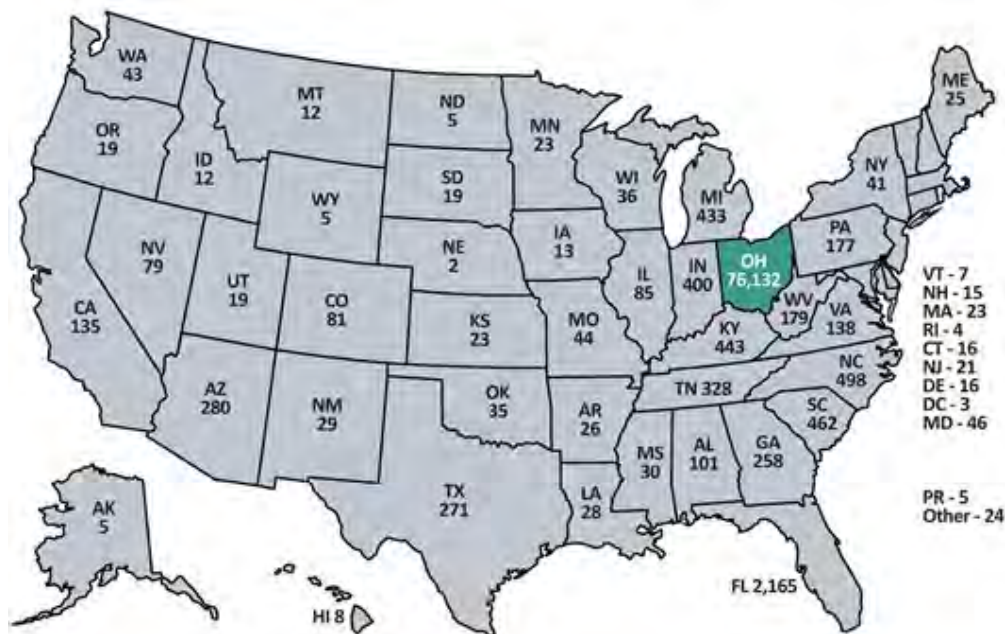 WA
43
OR
19
CA
135
NV
79
ID
12
MT
12
WY
5
UT
19
CO
81
AZ
280
NM
29
ND
5
SD
19
NE
2
KS
23
OK
35
TX
271
MN
23
IA
13
MO
44
AR
26
LA
28
WI
36
IL
85
MS
30
MI
433
IN
400
OH
76,132
KY
443
TN 328
AL
101
GA
258
FL 2,165
SC
462
NC
498
VA
138
WV
179
PA
177
NY
41
ME
25
VT - 7
NH - 15
MA - 23
RI - 4
CT - 16
NJ - 21
DE - 16
DC - 3
MD - 46
PR - 5
Other - 24
AK
5
HI 8